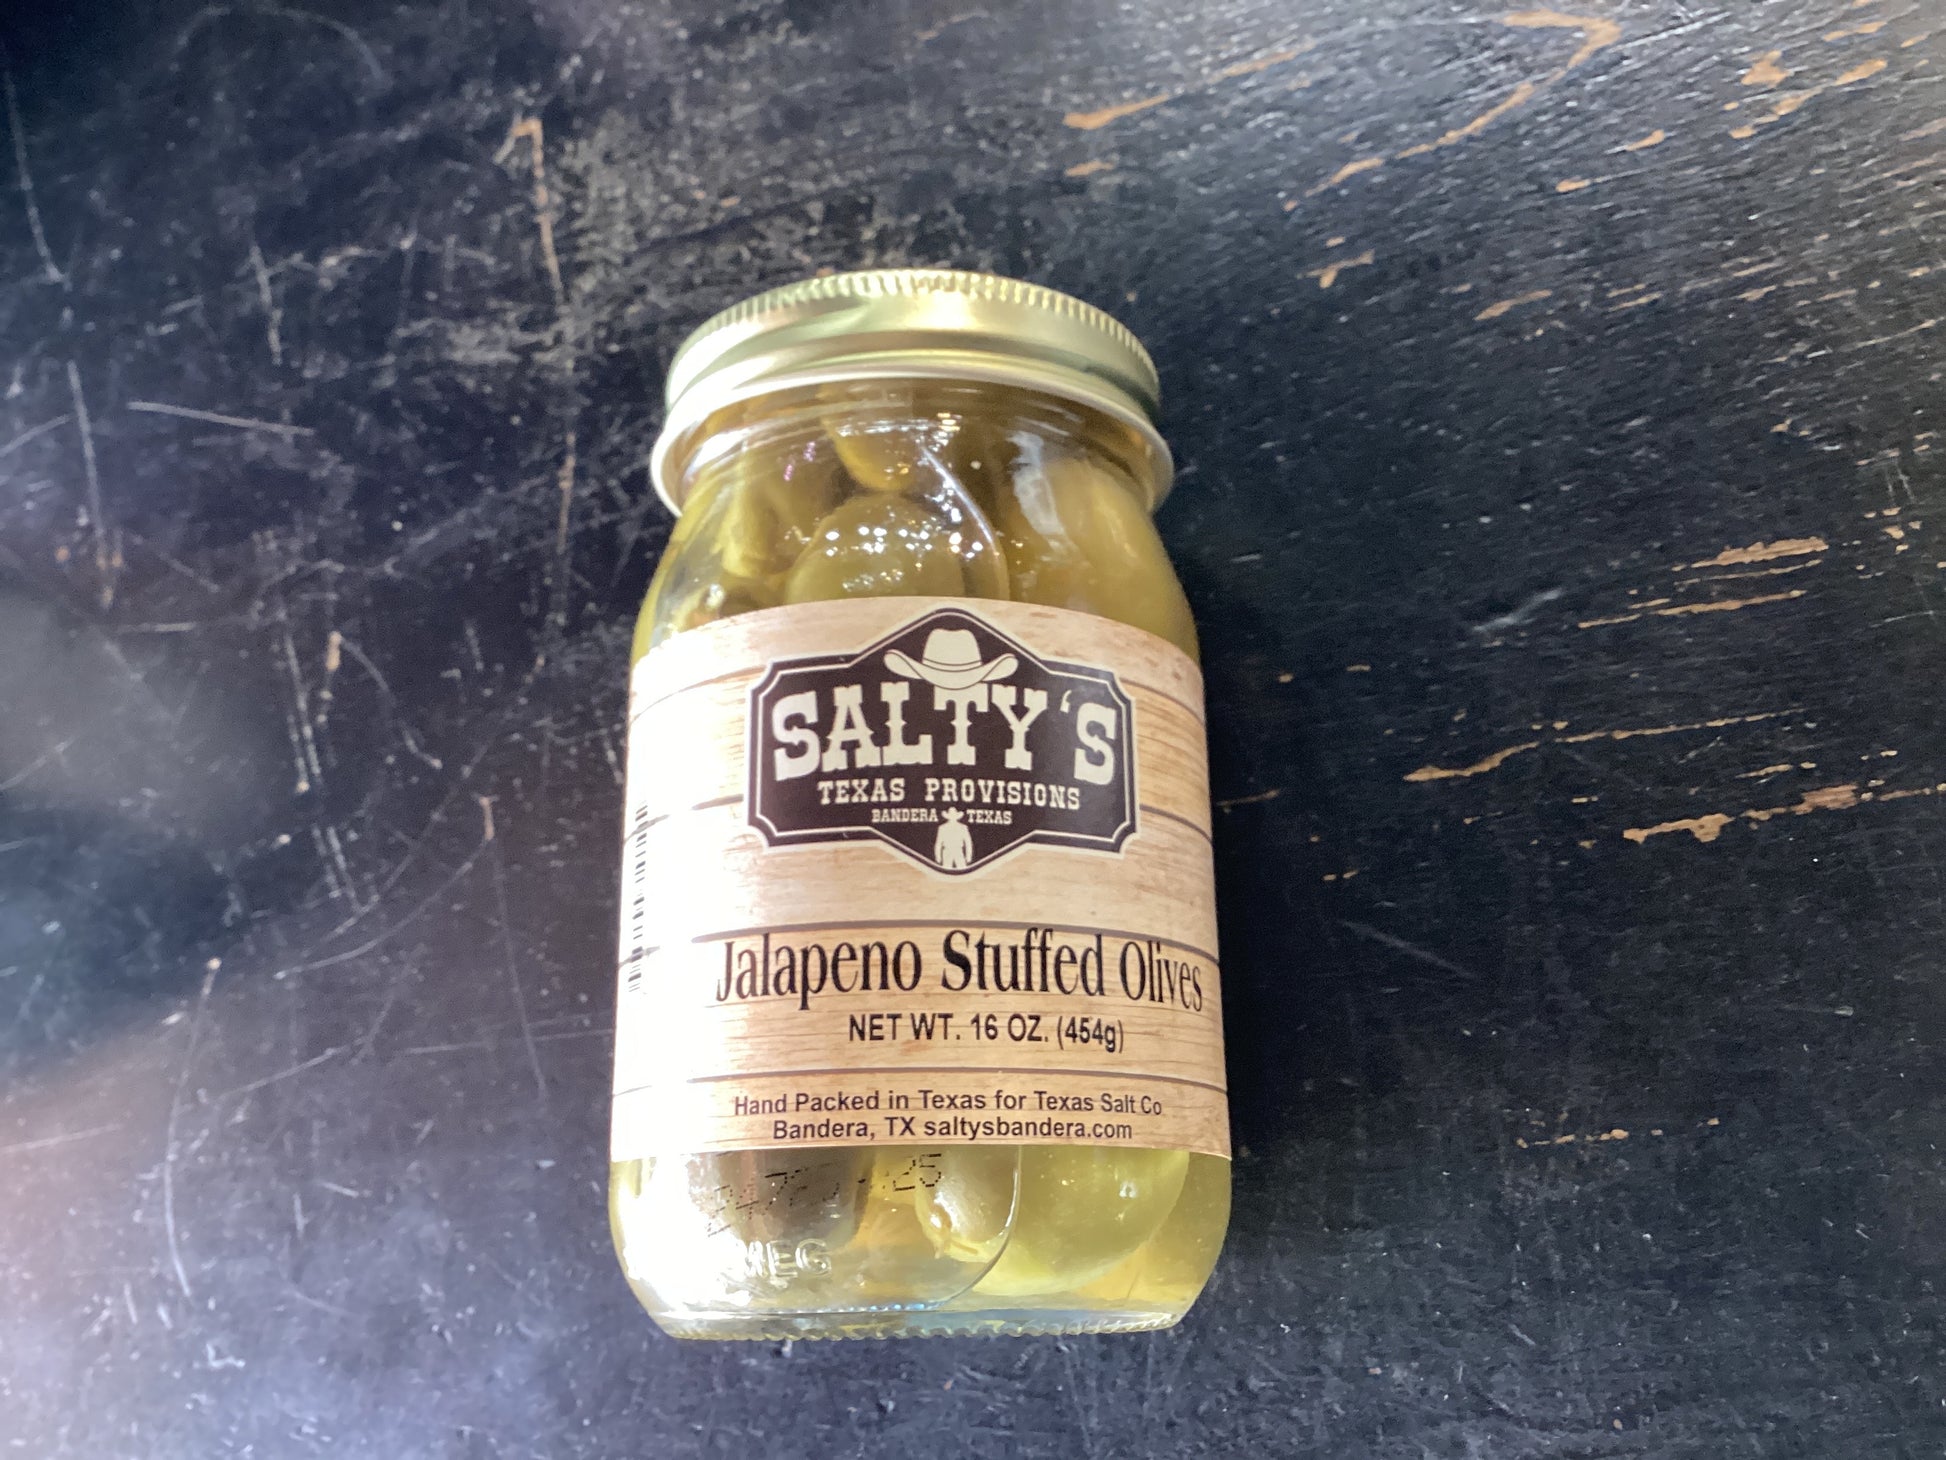 SALTY'S
TEXAS PROVISIONS
BANDERA TEXAS
Jalapeno Stuffed Olives
NET WT. 16 OZ. (454g)
Hand Packed in Texas for Texas Salt Co
Bandera, TX saltysbandera.com